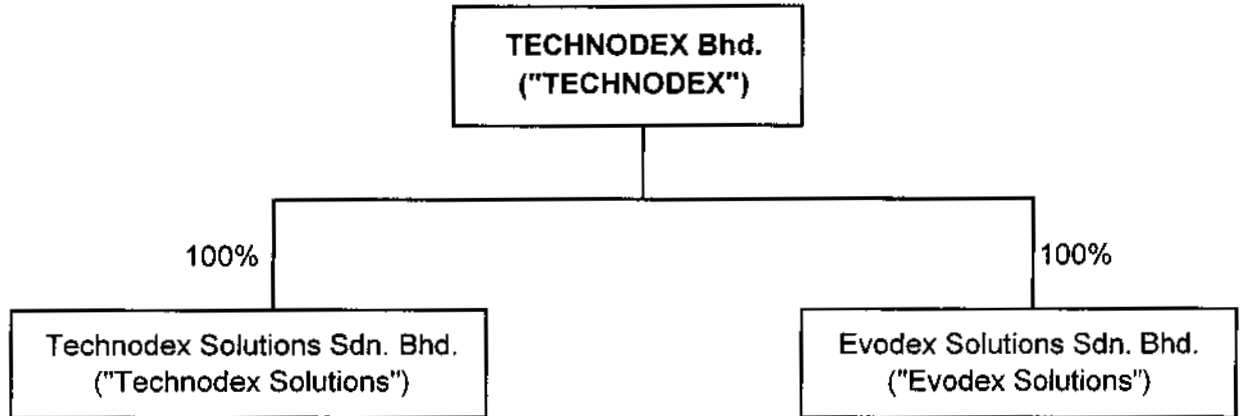 TECHNODEX Bhd.
("TECHNODEX")
100%
100%
Technodex Solutions Sdn. Bhd.
("Technodex Solutions")
Evodex Solutions Sdn. Bhd.
("Evodex Solutions")